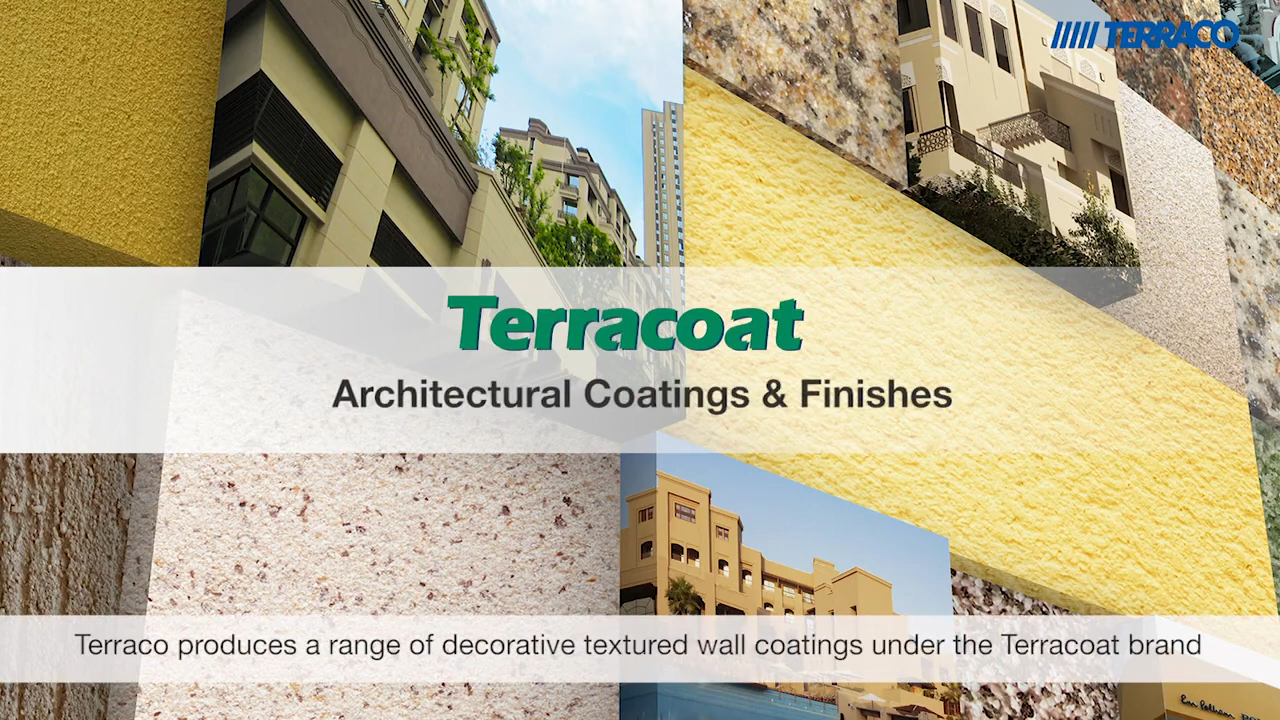 TERRACO
Terracoat
Architectural Coatings & Finishes
Terraco produces a range of decorative textured wall coatings under the Terracoat brand